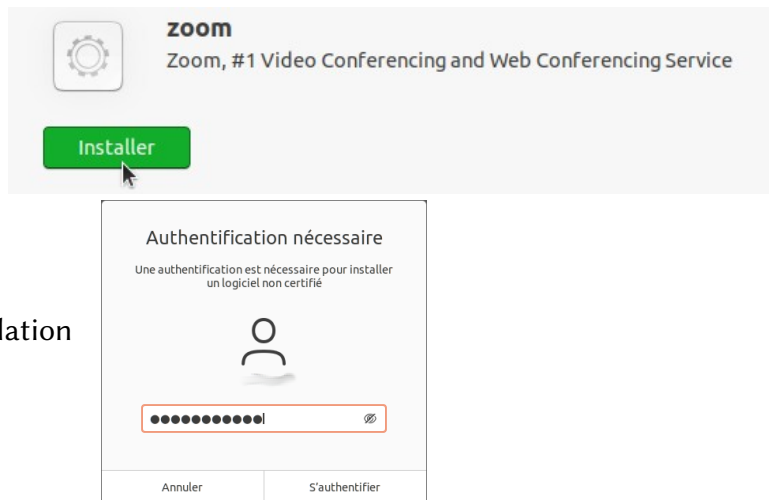 zoom
Zoom, #1 Video Conferencing and Web Conferencing Service
Installer
Authentification nécessaire
Une authentification est nécessaire pour installer
un logiciel non certifié
lation
●●●●●●●●●●●
Annuler S'authentifier